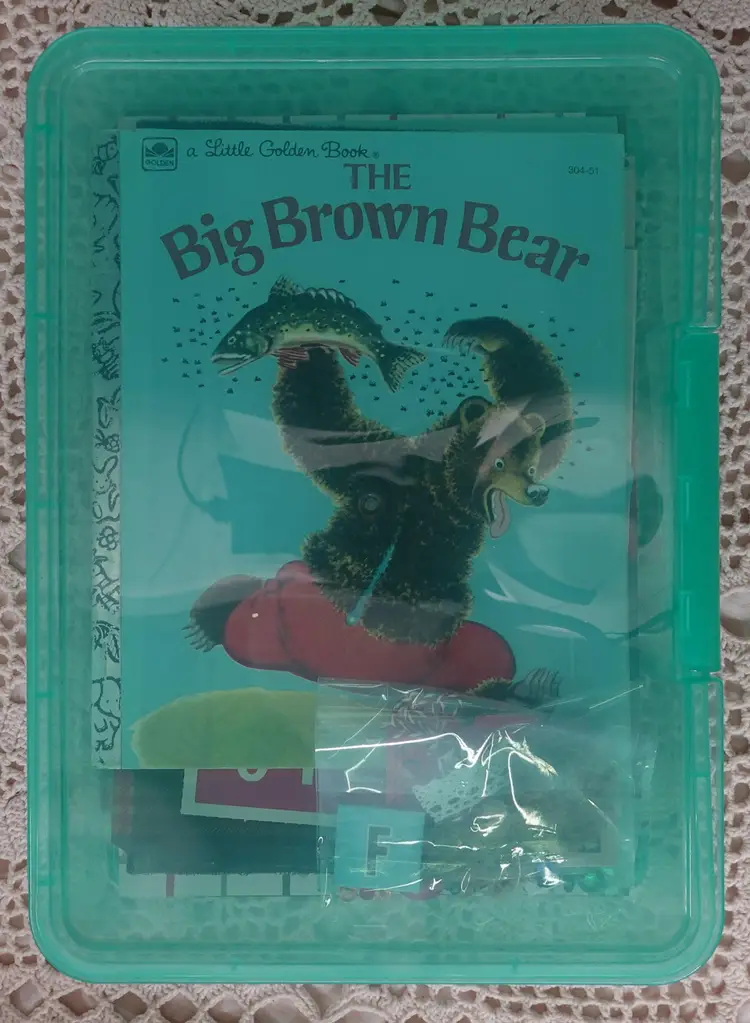 GOLDEN
a Little Golden Book®
304-51
THE
Big Brown Bear
F